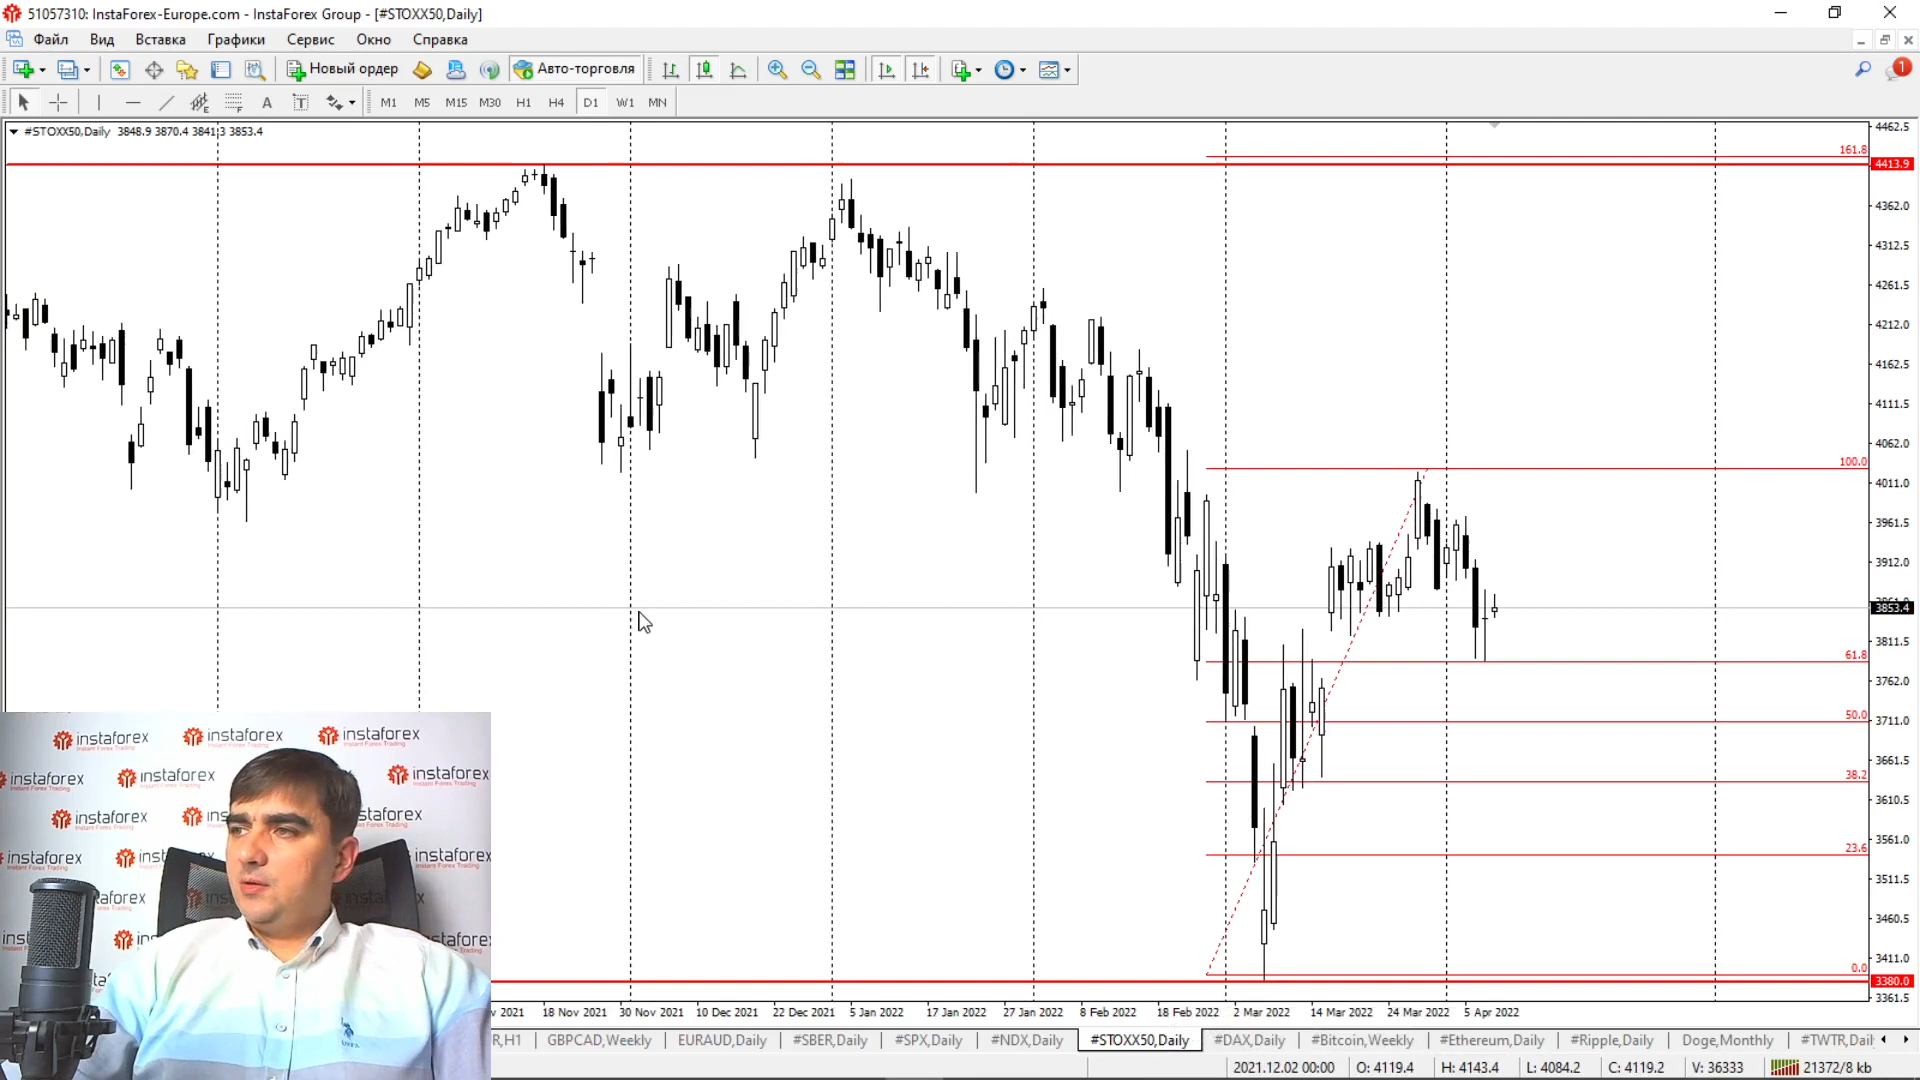 51057310: InstaForex-Europe.com - InstaForex Group - [#STOXX50,Daily]
Файл Вид Вставка Графики Сервис Окно Справка
Новый ордер Авто-торговля 1
A T M1 M5 M15 M30 H1 H4 D1 W1 MN
#STOXX50,Daily 3848.9 3870.4 3841.3 3853.4
4462.5
161.8
4413.9
4362.0
4312.5
4261.5
4212.0
4162.5
4111.5
4062.0
100.0
4011.0
3961.5
3912.0
3853.4
3811.5
61.8
3762.0
50.0
3711.0
38.2
3661.5
3610.5
23.6
3561.0
3511.5
3460.5
3411.0
0.0
3380.0
3361.5
instaforex instaforex instaforex
Instant Forex Trading
instaforex instaforex instaforex
instaforex
instaforex
instaforex
v 2021 18 Nov 2021 30 Nov 2021 10 Dec 2021 22 Dec 2021 5 Jan 2022 17 Jan 2022 27 Jan 2022 8 Feb 2022 18 Feb 2022 2 Mar 2022 14 Mar 2022 24 Mar 2022 5 Apr 2022
R,H1 GBPCAD,Weekly EURAUD,Daily #SBER,Daily #SPX,Daily #NDX,Daily #STOXX50,Daily #DAX,Daily #Bitcoin,Weekly #Ethereum,Daily #Ripple,Daily Doge,Monthly #TWTR,Dail
2021.12.02 00:00 O: 4119.4 H: 4143.4 L: 4084.2 C: 4119.2 V: 36333 21372/8 kb